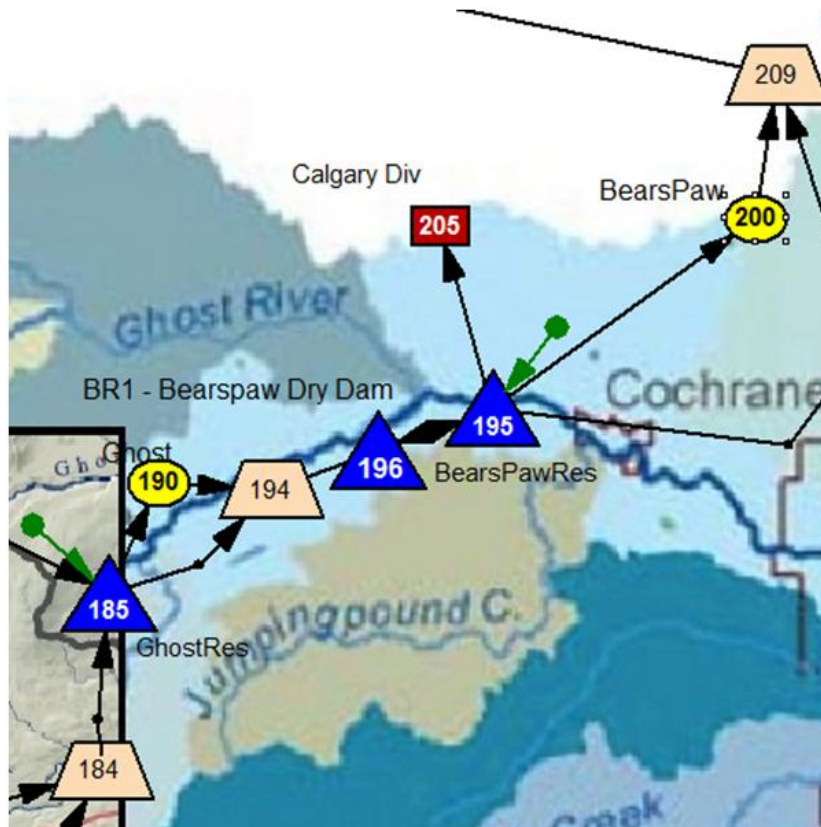 209
Calgary Div
BearsPaw
200
205
Ghost River
BR1 - Bearspaw Dry Dam
Cochrane
195
196
BearsPawRes
Ghost
Gho
190
194
185
GhostRes
Jumpingpound C.
184
Creek